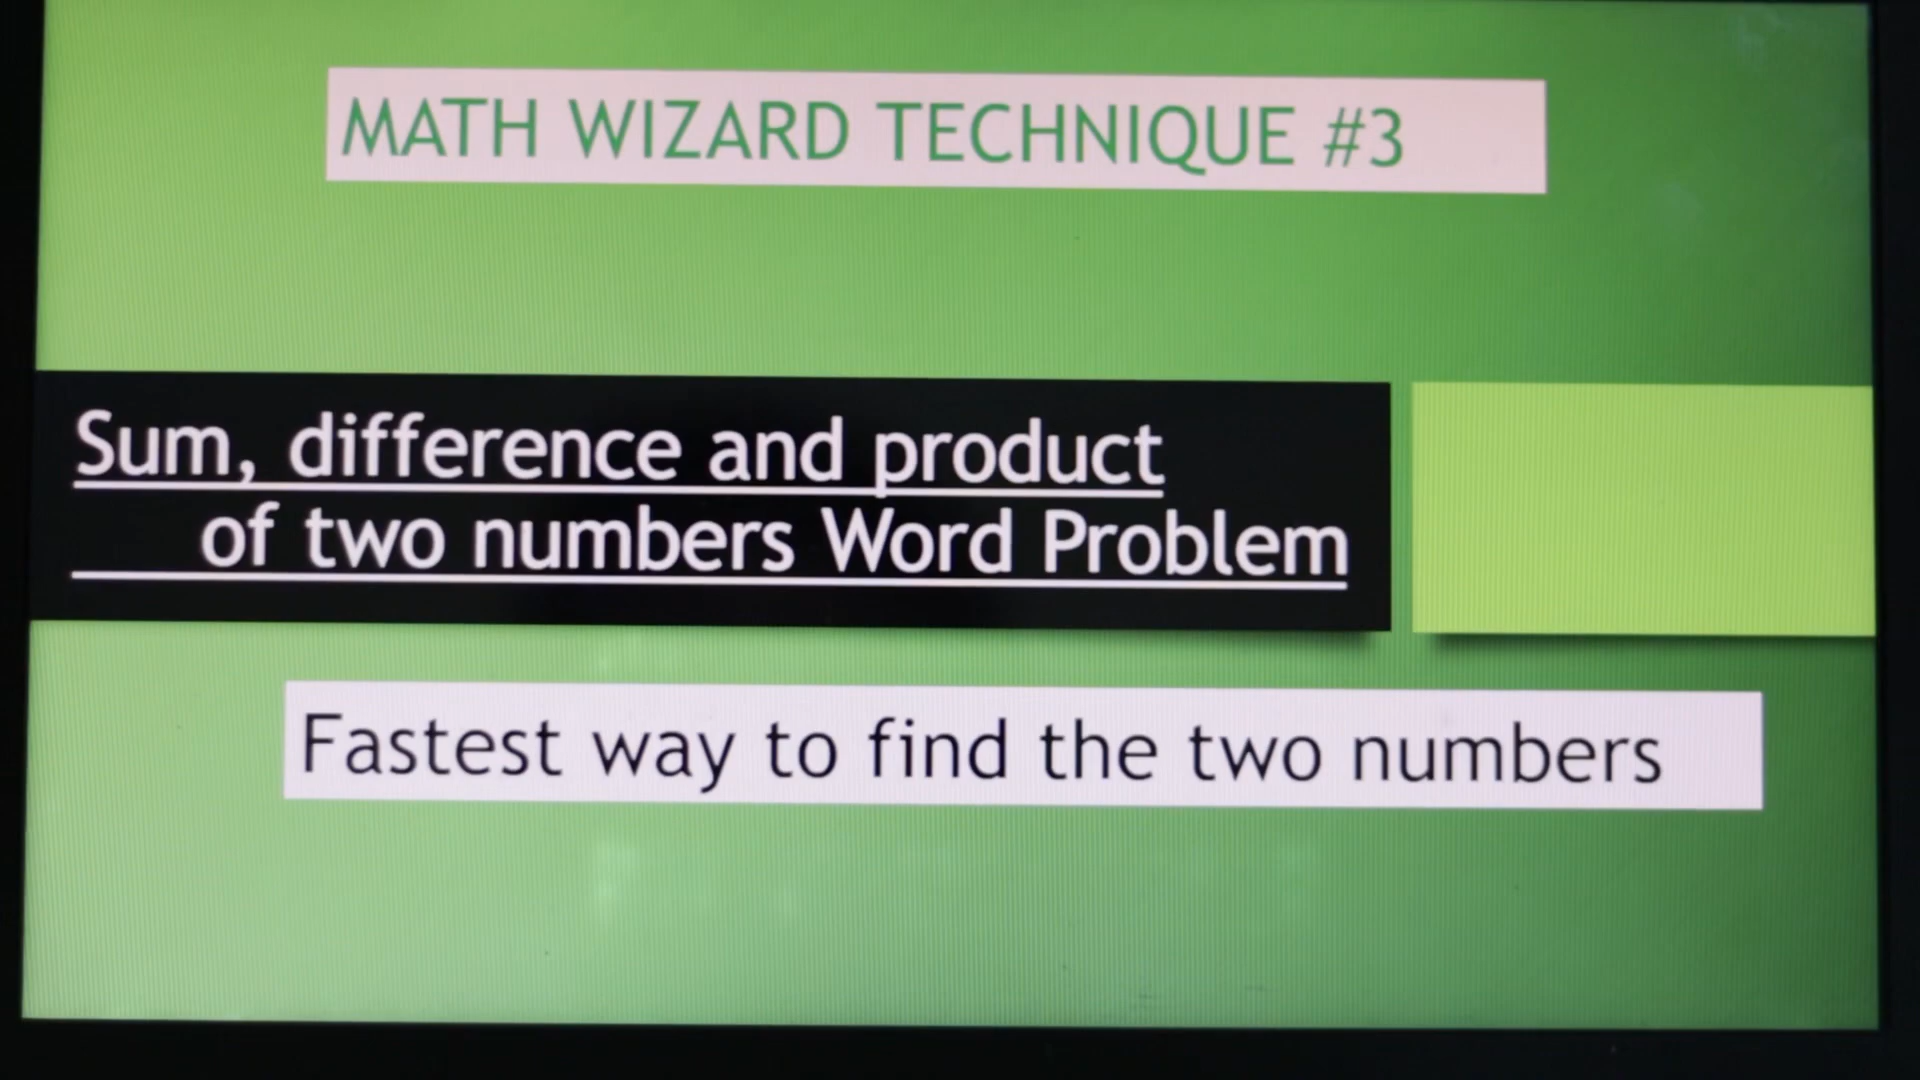 MATH WIZARD TECHNIQUE #3
Sum, difference and product
of two numbers Word Problem
Fastest way to find the two numbers